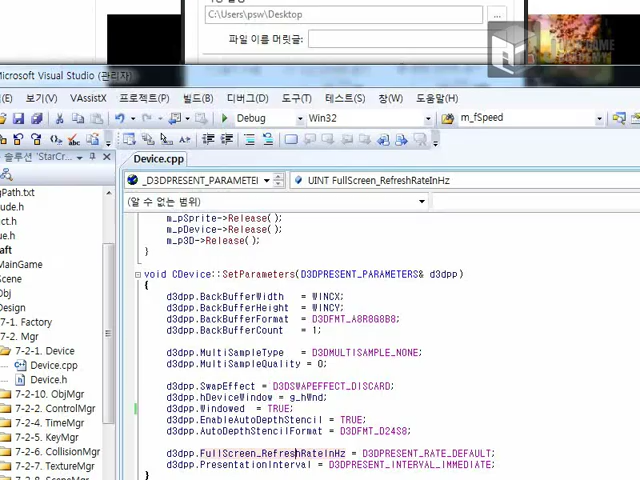 C:\Users\psw\Desktop
...
파일 이름 머릿글:
Microsoft Visual Studio (관리자)
(E) 보기(V) VAssistX 프로젝트(P) 빌드(B) 디버그(D) 도구(T) 테스트(S) 창(W) 도움말(H)
Debug Win32 m_fSpeed
솔루션 'StarCr...
Device.cpp
_D3DPRESENT_PARAMETE UINT FullScreen_RefreshRateInHz
(알 수 없는 범위)
gPath.txt
ude.h
ct.h
ue.h
aft
MainGame
Scene
Obj
Design
7-1. Factory
7-2. Mgr
7-2-1. Device
Device.cpp
Device.h
7-2-10. ObjMgr
7-2-2. ControlMgr
7-2-4. TimeMgr
7-2-5. KeyMgr
7-2-6. CollisionMgr
7-2-7. TextureMgr
m_pSprite->Release();
m_pDevice->Release();
m_p3D->Release();
}
void CDevice::SetParameters(D3DPRESENT_PARAMETERS& d3dpp)
{
d3dpp.BackBufferWidth = WINCX;
d3dpp.BackBufferHeight = WINCY;
d3dpp.BackBufferFormat = D3DFMT_A8R8G8B8;
d3dpp.BackBufferCount = 1;
d3dpp.MultiSampleType = D3DMULTISAMPLE_NONE;
d3dpp.MultiSampleQuality = 0;
d3dpp.SwapEffect = D3DSWAPEFFECT_DISCARD;
d3dpp.hDeviceWindow = g_hWnd;
d3dpp.Windowed = TRUE;
d3dpp.EnableAutoDepthStencil = TRUE;
d3dpp.AutoDepthStencilFormat = D3DFMT_D24S8;
d3dpp.FullScreen_RefreshRateInHz = D3DPRESENT_RATE_DEFAULT;
d3dpp.PresentationInterval = D3DPRESENT_INTERVAL_IMMEDIATE;
}